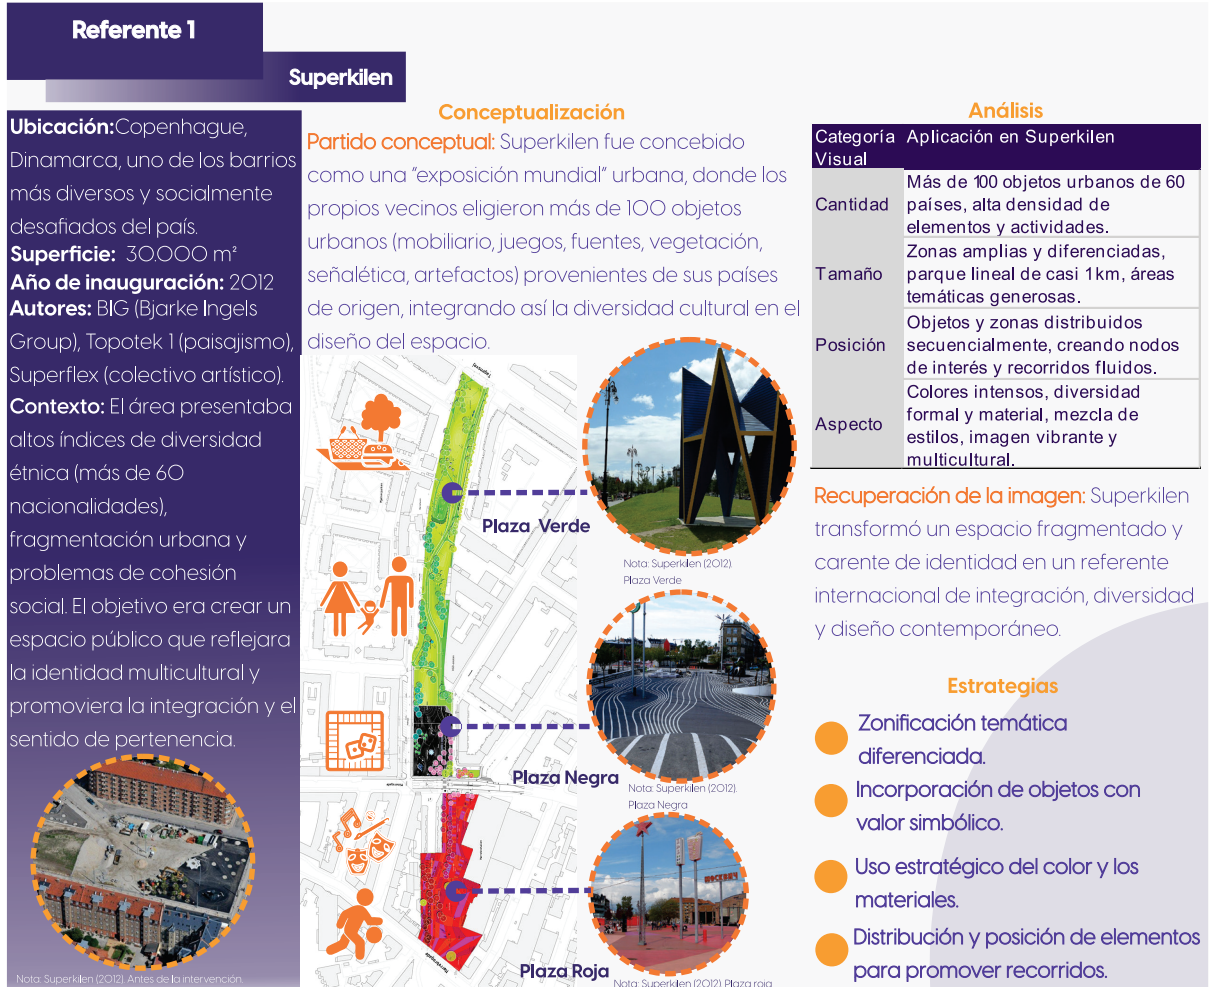 Referente 1
Superkilen
Ubicación:Copenhague,
Dinamarca, uno de los barrios
más diversos y socialmente
desafiados del país.
Superficie: 30.000 m²
Año de inauguración: 2012
Autores: BIG (Bjarke Ingels
Group), Topotek 1 (paisajismo),
Superflex (colectivo artístico).
Contexto: El área presentaba
altos índices de diversidad
étnica (más de 60
nacionalidades),
fragmentación urbana y
problemas de cohesión
social. El objetivo era crear un
espacio público que reflejara
la identidad multicultural y
promoviera la integración y el
sentido de pertenencia.
Nota: Superkilen (2012). Antes de la intervención.
Conceptualización
Partido conceptual: Superkilen fue concebido
como una "exposición mundial" urbana, donde los
propios vecinos eligieron más de 100 objetos
urbanos (mobiliario, juegos, fuentes, vegetación,
señalética, artefactos) provenientes de sus países
de origen, integrando así la diversidad cultural en el
diseño del espacio.
Plaza Verde
Nota: Superkilen (2012).
Plaza Verde
Plaza Negra
Nota: Superkilen (2012).
Plaza Negra
МОСКВИЧ
Plaza Roja
Nota: Superkilen (2012). Plaza roja
Análisis
Categoría Visual Aplicación en Superkilen
Cantidad Más de 100 objetos urbanos de 60
países, alta densidad de
elementos y actividades.
Tamaño Zonas amplias y diferenciadas,
parque lineal de casi 1 km, áreas
temáticas generosas.
Posición Objetos y zonas distribuidos
secuencialmente, creando nodos
de interés y recorridos fluidos.
Aspecto Colores intensos, diversidad
formal y material, mezcla de
estilos, imagen vibrante y
multicultural.
Recuperación de la imagen: Superkilen
transformó un espacio fragmentado y
carente de identidad en un referente
internacional de integración, diversidad
y diseño contemporáneo.
Estrategias
Zonificación temática
diferenciada.
Incorporación de objetos con
valor simbólico.
Uso estratégico del color y los
materiales.
Distribución y posición de elementos
para promover recorridos.